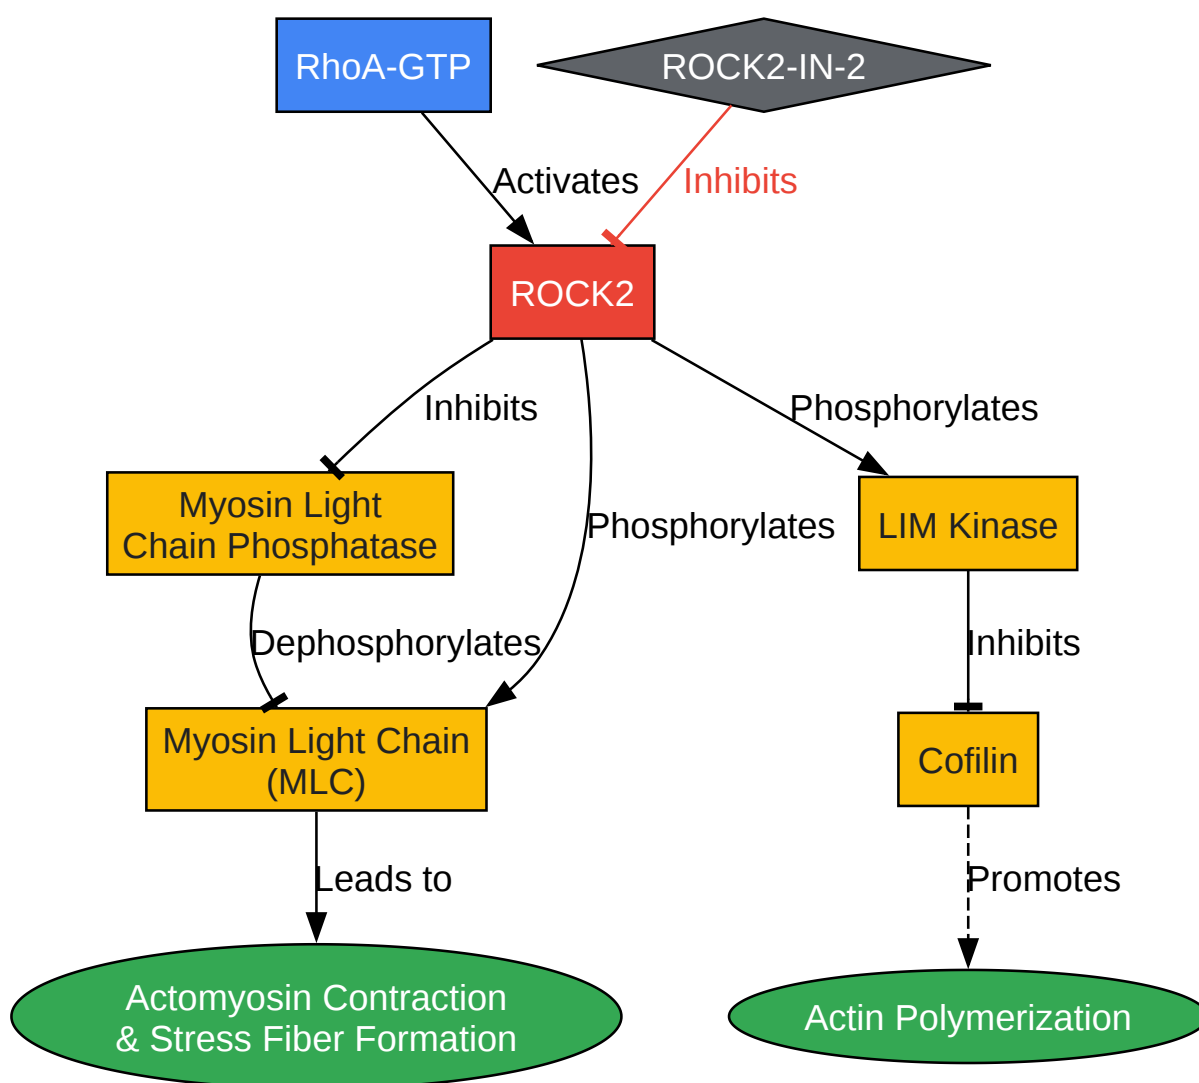 RhoA-GTP
ROCK2-IN-2
Activates
Inhibits
ROCK2
Inhibits
Phosphorylates
Myosin Light
Chain Phosphatase
Phosphorylates
LIM Kinase
Dephosphorylates
Inhibits
Myosin Light Chain
(MLC)
Cofilin
Leads to
Promotes
Actomyosin Contraction
& Stress Fiber Formation
Actin Polymerization